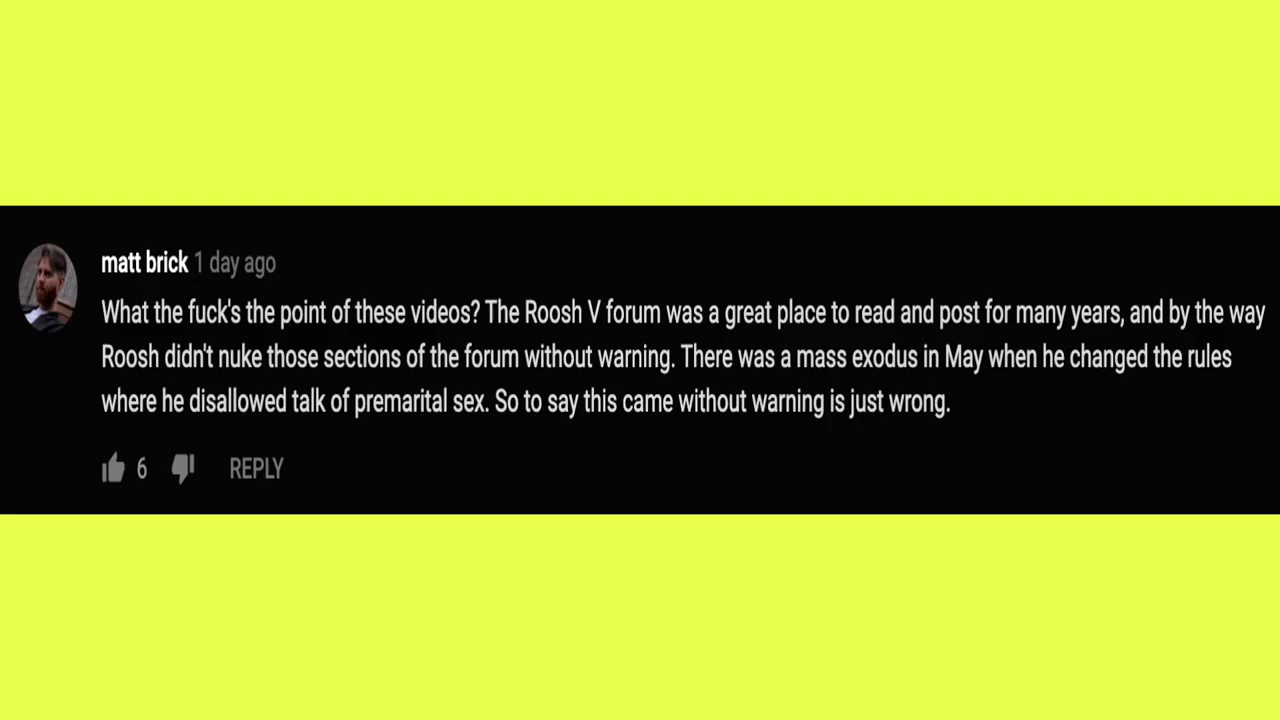 matt brick 1 day ago
What the fuck's the point of these videos? The Roosh V forum was a great place to read and post for many years, and by the way
Roosh didn't nuke those sections of the forum without warning. There was a mass exodus in May when he changed the rules
where he disallowed talk of premarital sex. So to say this came without warning is just wrong.
6 REPLY